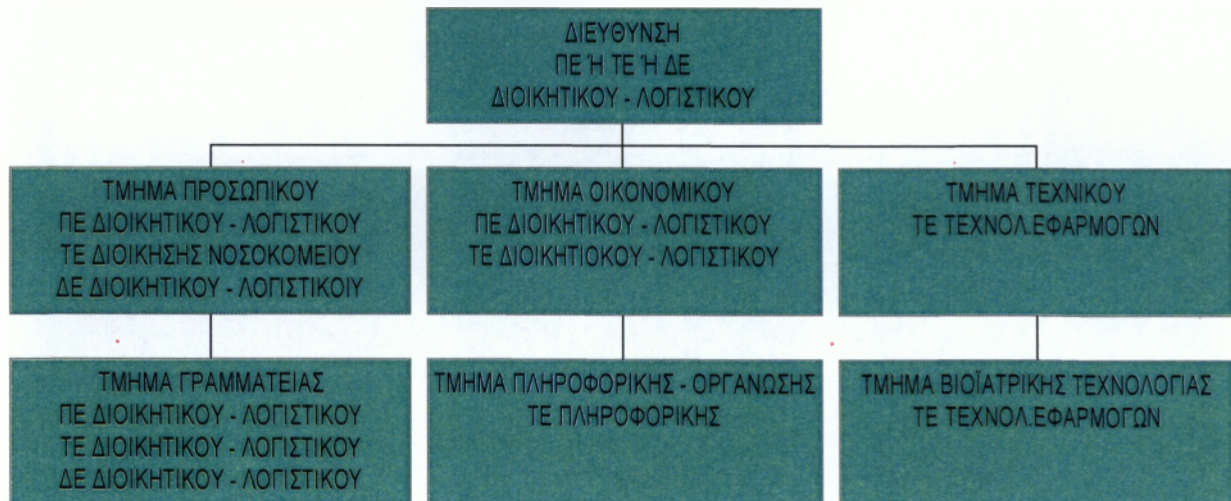 ΔΙΕΥΘΥΝΣΗ
ΠΕ Ή ΤΕ Ή ΔΕ
ΔΙΟΙΚΗΤΙΚΟΥ - ΛΟΓΙΣΤΙΚΟΥ
ΤΜΗΜΑ ΠΡΟΣΩΠΙΚΟΥ
ΠΕ ΔΙΟΙΚΗΤΙΚΟΥ - ΛΟΓΙΣΤΙΚΟΥ
ΤΕ ΔΙΟΙΚΗΣΗΣ ΝΟΣΟΚΟΜΕΙΟΥ
ΔΕ ΔΙΟΙΚΗΤΙΚΟΥ - ΛΟΓΙΣΤΙΚΟΙΥ
ΤΜΗΜΑ ΟΙΚΟΝΟΜΙΚΟΥ
ΠΕ ΔΙΟΙΚΗΤΙΚΟΥ - ΛΟΓΙΣΤΙΚΟΥ
ΤΕ ΔΙΟΙΚΗΤΙΟΚΟΥ - ΛΟΓΙΣΤΙΚΟΥ
ΤΜΗΜΑ ΤΕΧΝΙΚΟΥ
ΤΕ ΤΕΧΝΟΛ.ΕΦΑΡΜΟΓΩΝ
ΤΜΗΜΑ ΓΡΑΜΜΑΤΕΙΑΣ
ΠΕ ΔΙΟΙΚΗΤΙΚΟΥ - ΛΟΓΙΣΤΙΚΟΥ
ΤΕ ΔΙΟΙΚΗΤΙΚΟΥ - ΛΟΓΙΣΤΙΚΟΥ
ΔΕ ΔΙΟΙΚΗΤΙΚΟΥ - ΛΟΓΙΣΤΙΚΟΥ
ΤΜΗΜΑ ΠΛΗΡΟΦΟΡΙΚΗΣ - ΟΡΓΑΝΩΣΗΣ
ΤΕ ΠΛΗΡΟΦΟΡΙΚΗΣ
ΤΜΗΜΑ ΒΙΟΪΑΤΡΙΚΗΣ ΤΕΧΝΟΛΟΓΙΑΣ
ΤΕ ΤΕΧΝΟΛ.ΕΦΑΡΜΟΓΩΝ